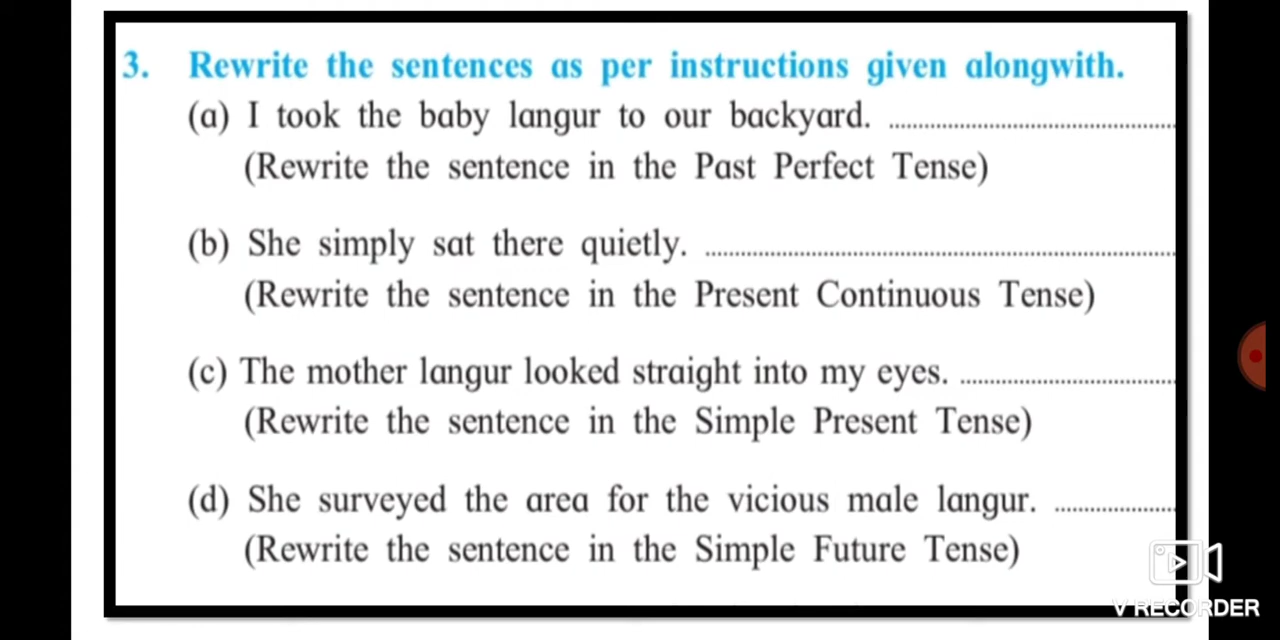 3. Rewrite the sentences as per instructions given alongwith.
(a) I took the baby langur to our backyard. ........................................
(Rewrite the sentence in the Past Perfect Tense)
(b) She simply sat there quietly. ................................................................
(Rewrite the sentence in the Present Continuous Tense)
(c) The mother langur looked straight into my eyes. ..............................
(Rewrite the sentence in the Simple Present Tense)
(d) She surveyed the area for the vicious male langur. .................
(Rewrite the sentence in the Simple Future Tense)
V RECORDER